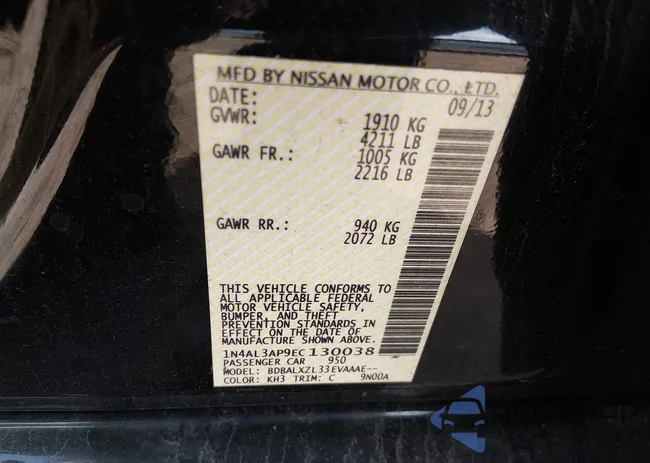 MFD BY NISSAN MOTOR CO., LTD.
DATE: 09/13
GVWR: 1910 KG
4211 LB
GAWR FR.: 1005 KG
2216 LB
GAWR RR.: 940 KG
2072 LB
THIS VEHICLE CONFORMS TO
ALL APPLICABLE FEDERAL
MOTOR VEHICLE SAFETY,
BUMPER, AND THEFT
PREVENTION STANDARDS IN
EFFECT ON THE DATE OF
MANUFACTURE SHOWN ABOVE.
1N4AL3AP9EC130038
PASSENGER CAR 950
MODEL: BDBALXZL33EVAAAE--
COLOR: KH3 TRIM: C 9N00A